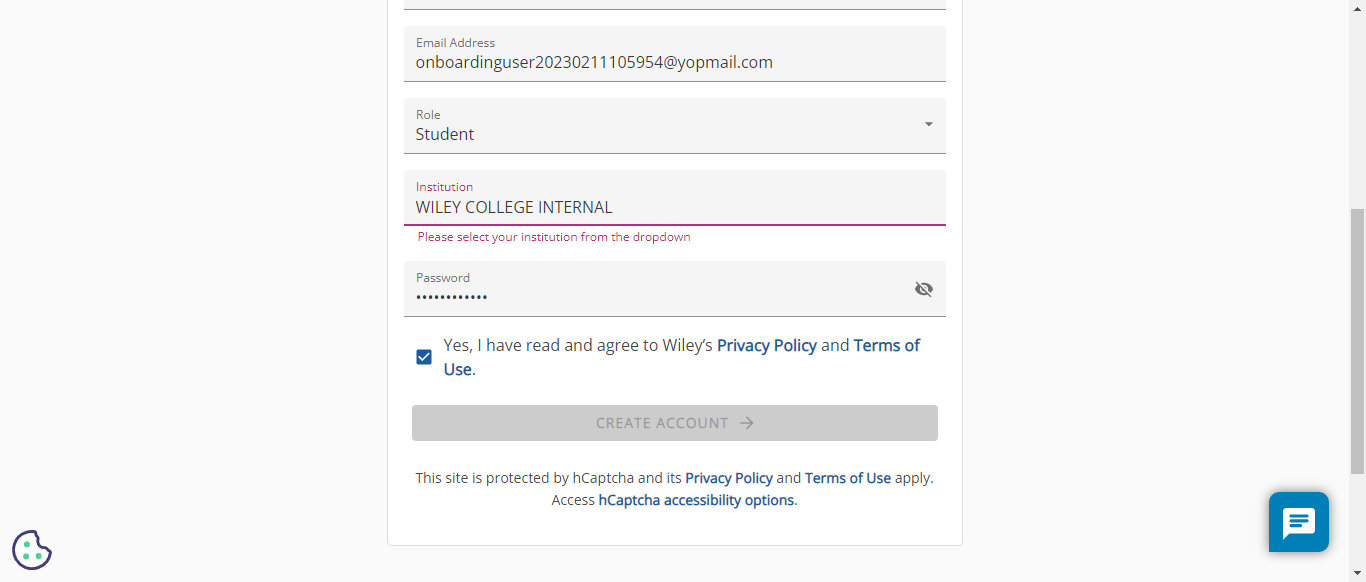 Email Address
onboardinguser20230211105954@yopmail.com
Role
Student
Institution
WILEY COLLEGE INTERNAL
Please select your institution from the dropdown
Password
••••••••••••
Yes, I have read and agree to Wiley’s Privacy Policy and Terms of
Use.
CREATE ACCOUNT →
This site is protected by hCaptcha and its Privacy Policy and Terms of Use apply.
Access hCaptcha accessibility options.